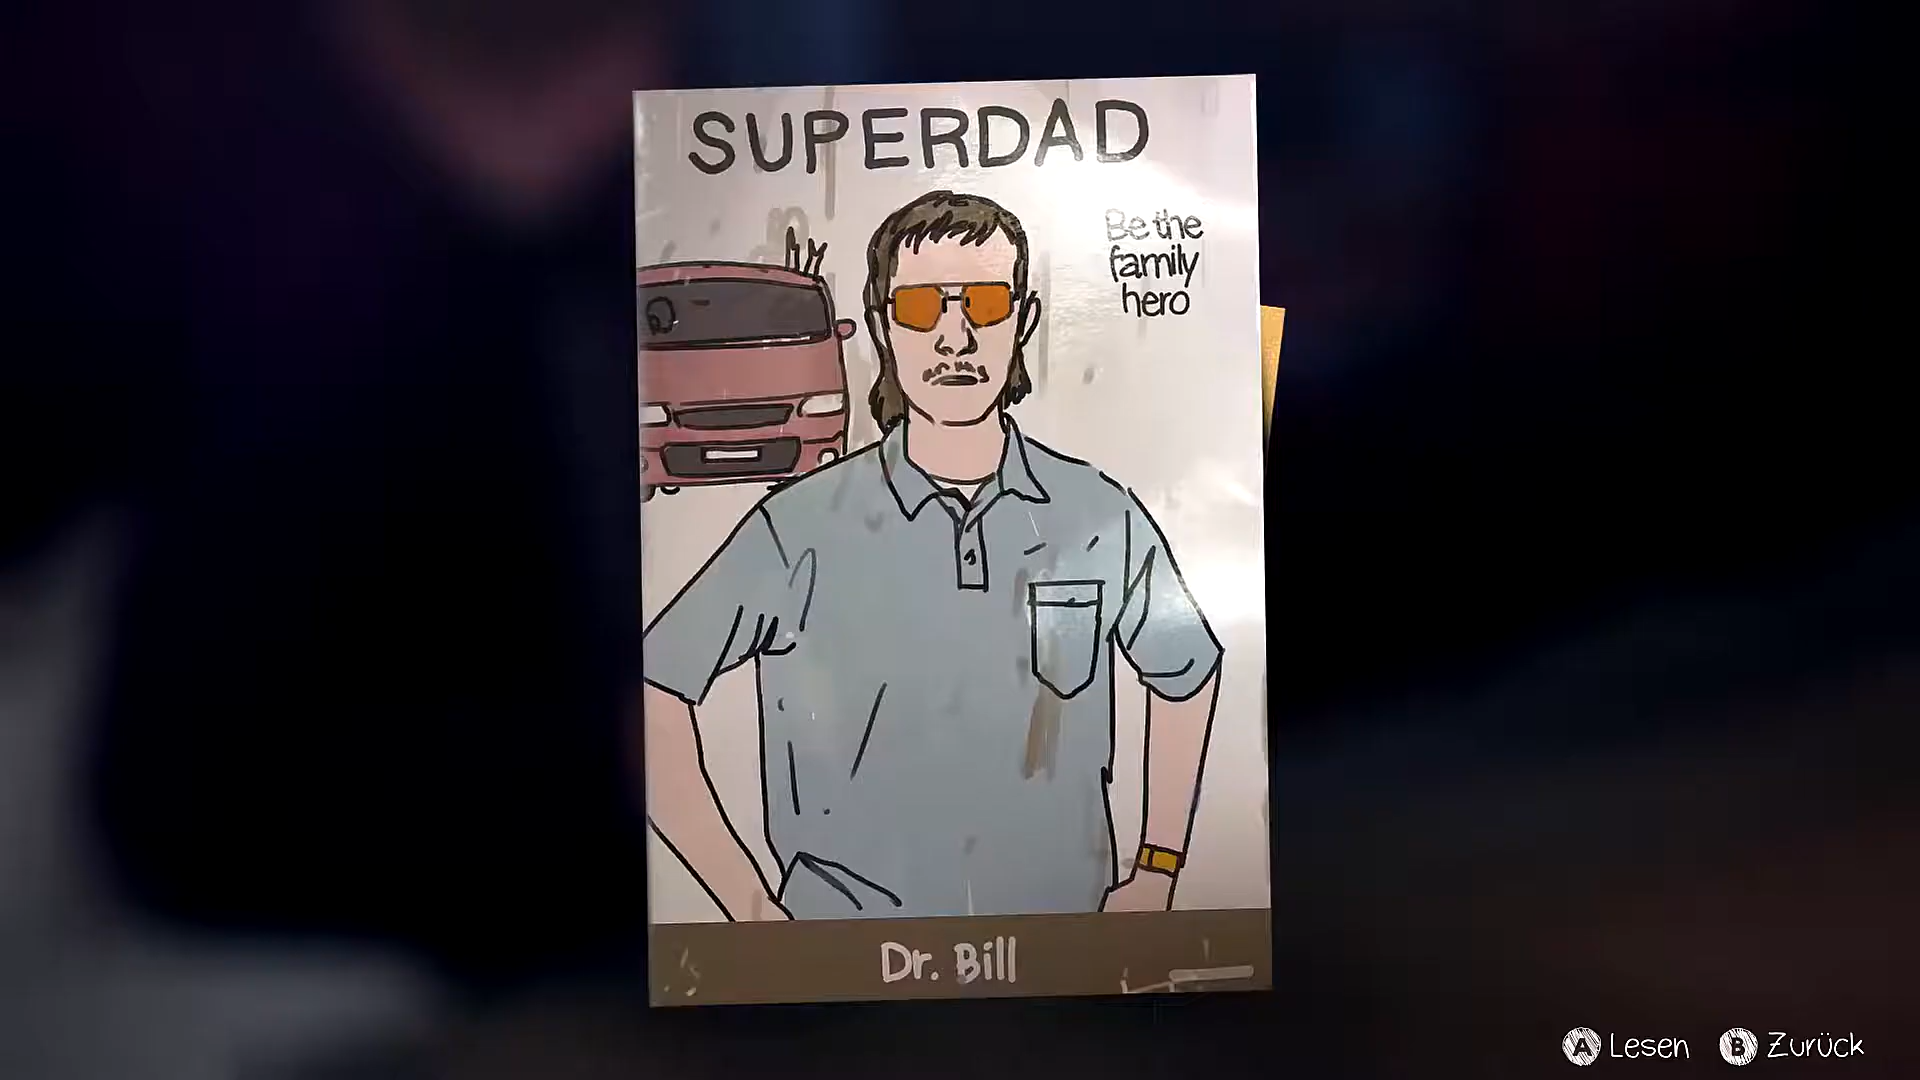 SUPERDAD
Be the
family
hero
Dr. Bill
A Lesen B Zurück